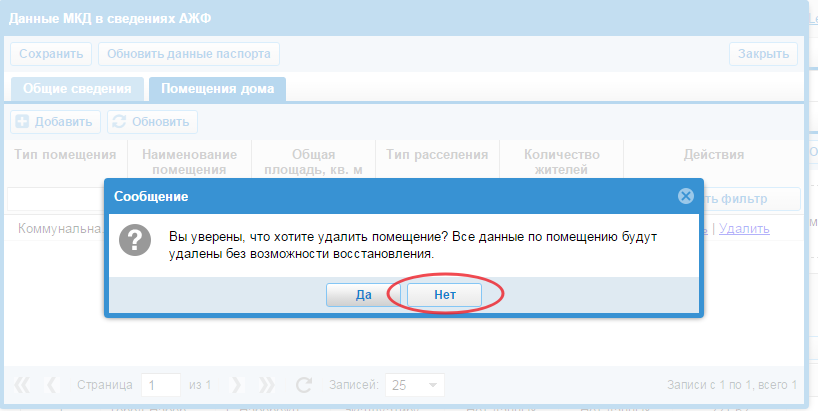 Данные МКД в сведениях АЖФ
Сохранить Обновить данные паспорта Закрыть
Общие сведения Помещения дома
Добавить Обновить
Тип помещения Наименование помещения Общая площадь, кв. м Тип расселения Количество жителей Действия
Сообщение
ть фильтр
Вы уверены, что хотите удалить помещение? Все данные по помещению будут
удалены без возможности восстановления.
Коммунальна. | Удалить
Да Нет
Страница 1 из 1 Записей: 25 Записи с 1 по 1, всего 1